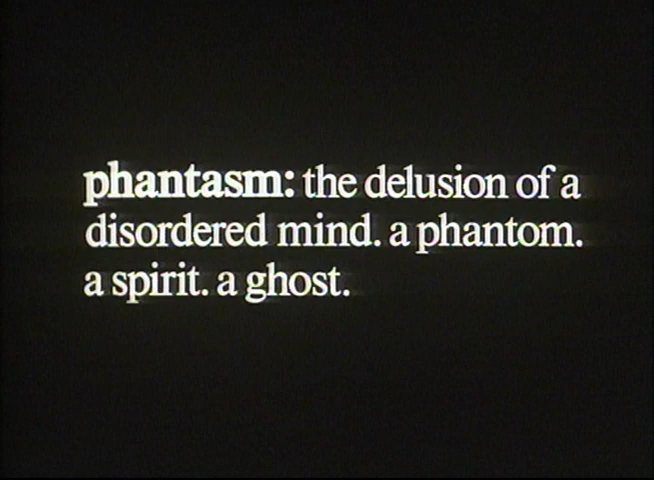 phantasm: the delusion of a
disordered mind. a phantom.
a spirit. a ghost.